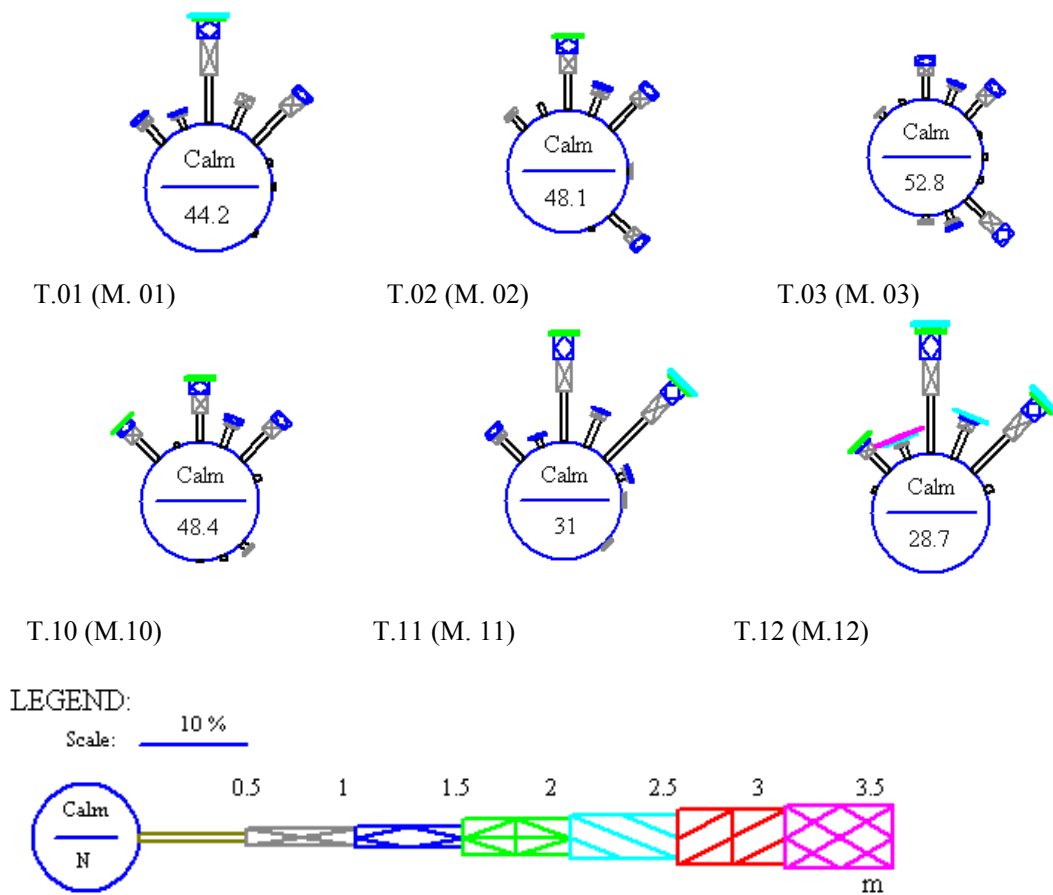 Calm Calm Calm
44.2 48.1 52.8
T.01 (M. 01) T.02 (M. 02) T.03 (M. 03)
Calm Calm Calm
48.4 31 28.7
T.10 (M.10) T.11 (M. 11) T.12 (M.12)
LEGEND:
Scale: 10 %
0.5 1 1.5 2 2.5 3 3.5
Calm
N
m